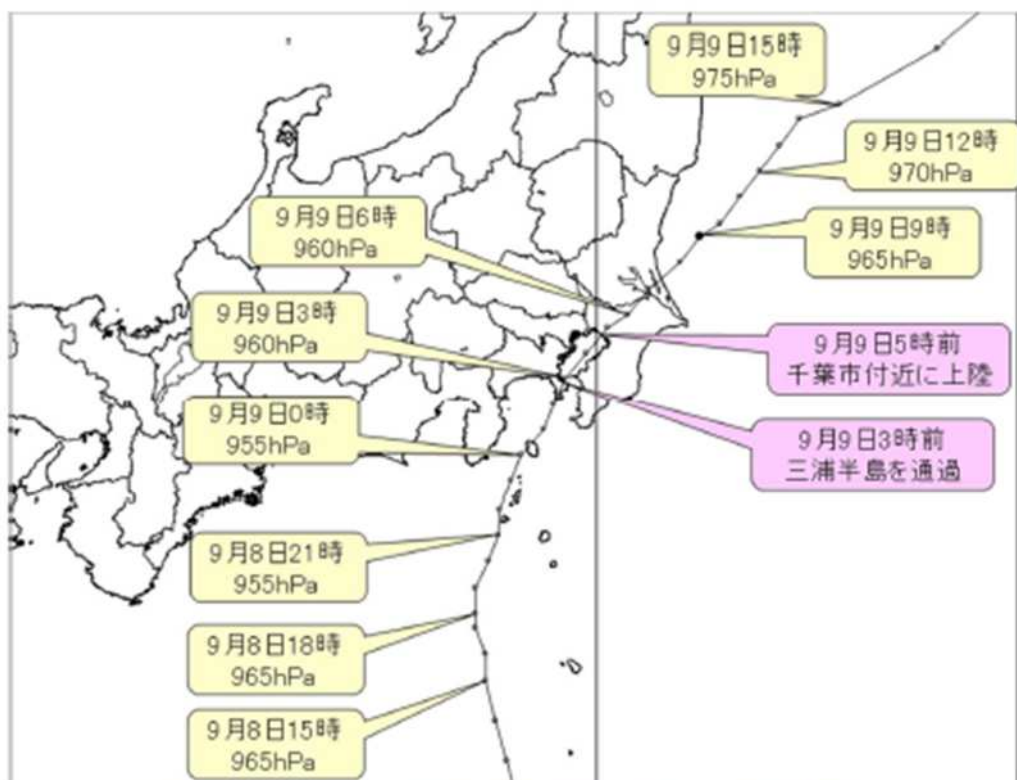 9月9日15時
975hPa
9月9日12時
970hPa
9月9日6時
960hPa
9月9日9時
965hPa
9月9日3時
960hPa
9月9日5時前
千葉市付近に上陸
9月9日0時
955hPa
9月9日3時前
三浦半島を通過
9月8日21時
955hPa
9月8日18時
965hPa
9月8日15時
965hPa